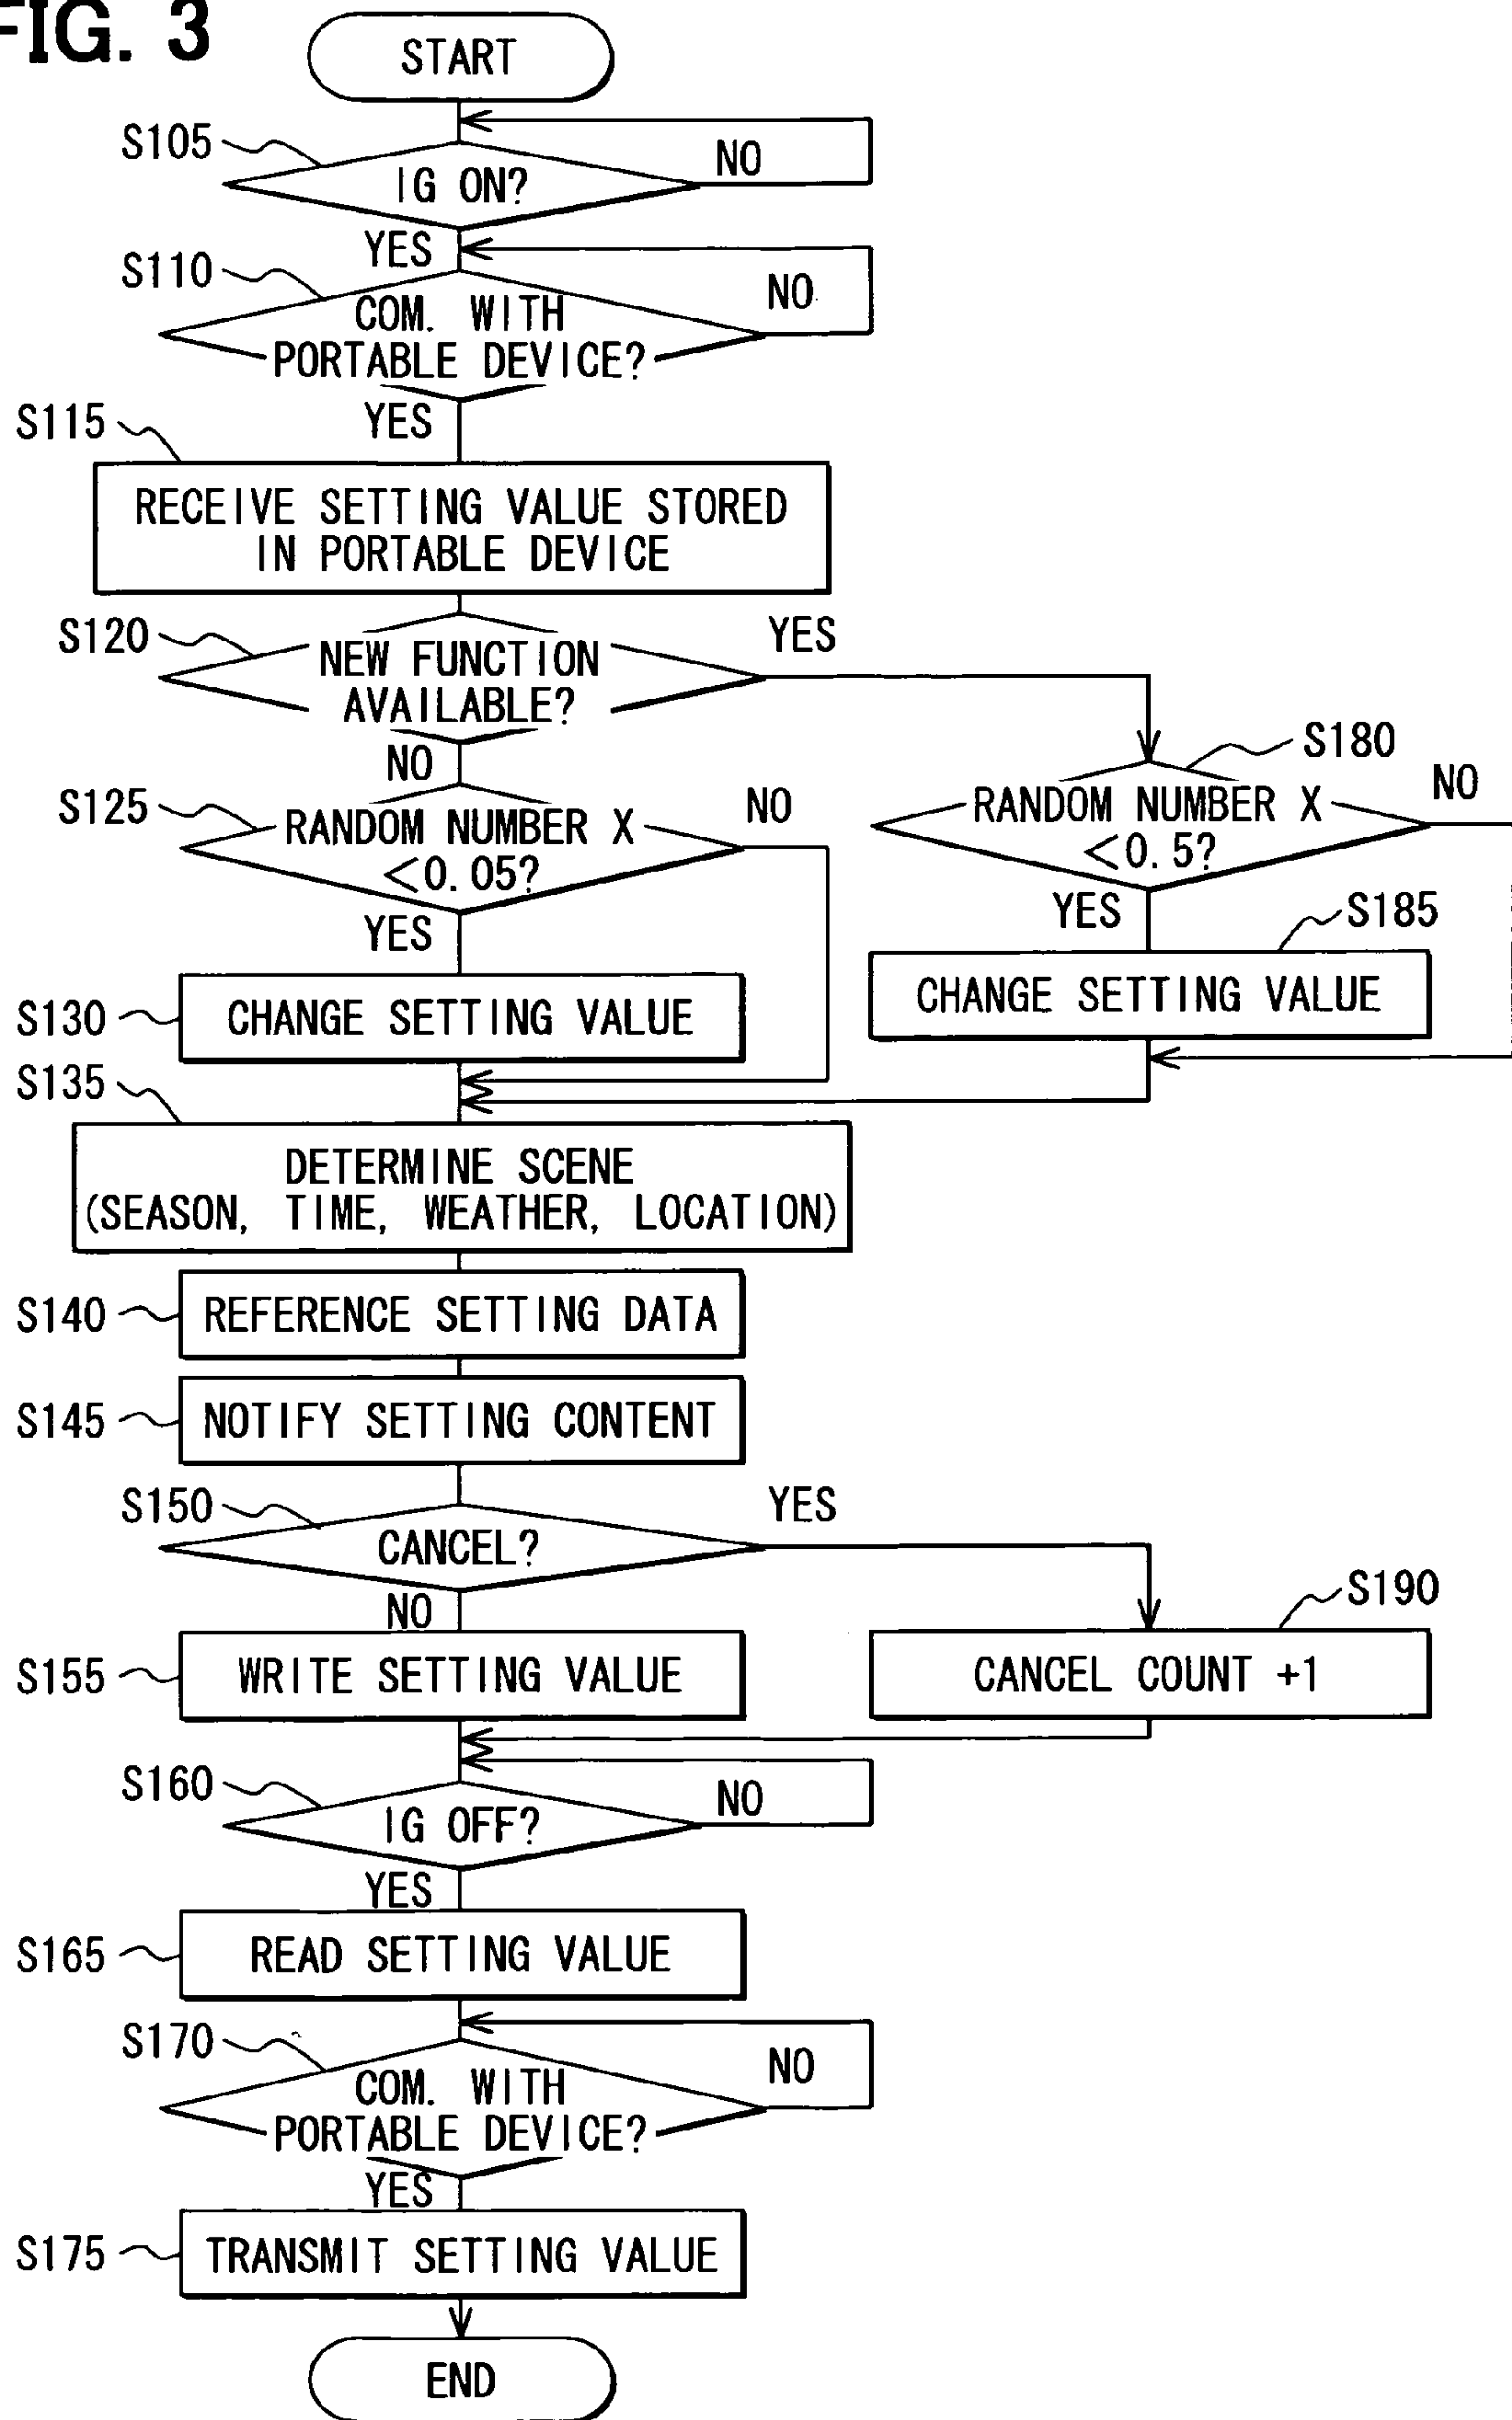 FIG. 3
START
S105
IG ON?
NO
YES
S110
COM. WITH
PORTABLE DEVICE?
NO
YES
S115
RECEIVE SETTING VALUE STORED
IN PORTABLE DEVICE
S120
NEW FUNCTION
AVAILABLE?
YES
NO
S125
RANDOM NUMBER X
<0.05?
NO
YES
S180
RANDOM NUMBER X
<0.5?
NO
YES
S130
CHANGE SETTING VALUE
S185
CHANGE SETTING VALUE
S135
DETERMINE SCENE
(SEASON, TIME, WEATHER, LOCATION)
S140
REFERENCE SETTING DATA
S145
NOTIFY SETTING CONTENT
S150
CANCEL?
YES
NO
S155
WRITE SETTING VALUE
S190
CANCEL COUNT +1
S160
IG OFF?
NO
YES
S165
READ SETTING VALUE
S170
COM. WITH
PORTABLE DEVICE?
NO
YES
S175
TRANSMIT SETTING VALUE
END